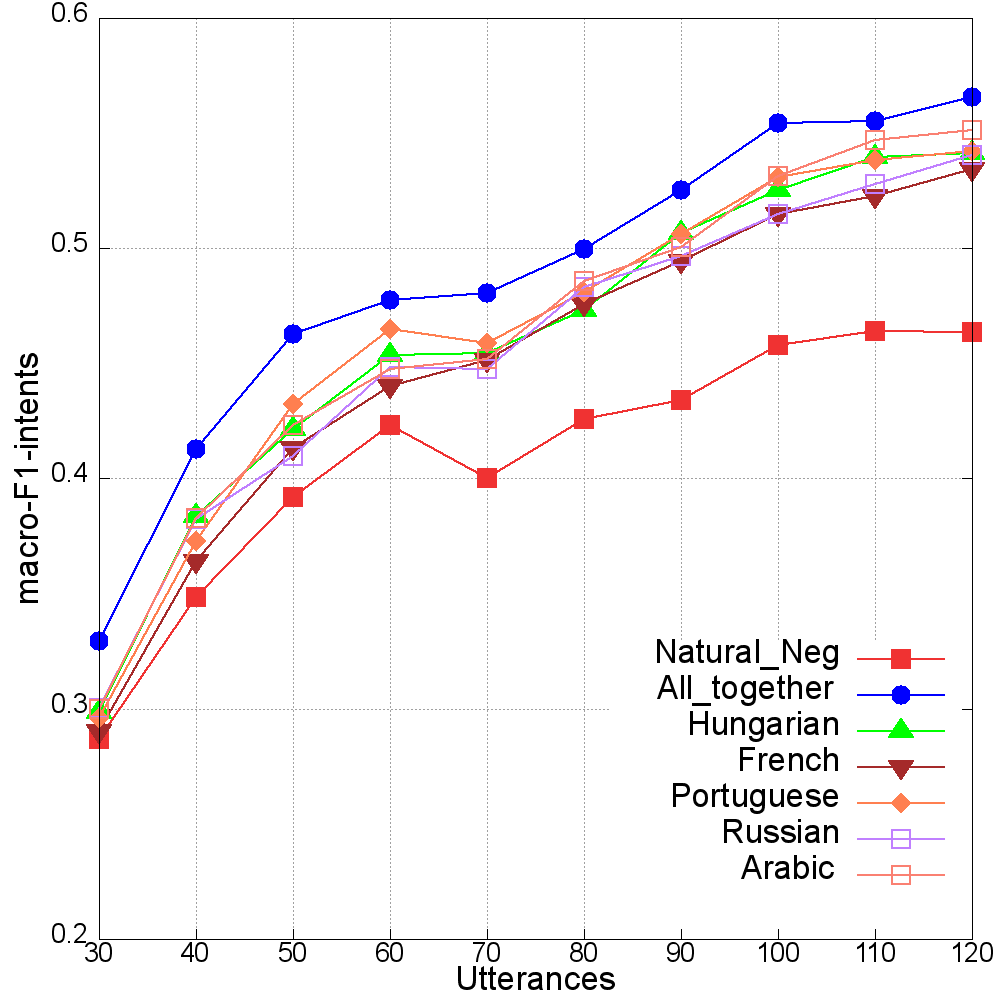 0.6
0.5
0.4
0.3
0.2
macro-F1-intents
Natural_Neg
All_together
Hungarian
French
Portuguese
Russian
Arabic
30 40 50 60 70 80 90 100 110 120
Utterances